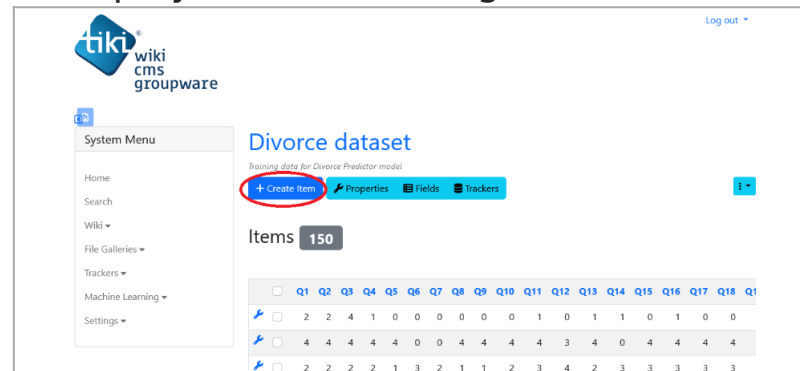 Log out
tiki®
wiki
cms
groupware
System Menu
Home
Search
Wiki
File Galleries
Trackers
Machine Learning
Settings
Divorce dataset
Training data for Divorce Predictor model
+ Create Item Properties Fields Trackers
Items 150
Q1 Q2 Q3 Q4 Q5 Q6 Q7 Q8 Q9 Q10 Q11 Q12 Q13 Q14 Q15 Q16 Q17 Q18 Q1
2 2 4 1 0 0 0 0 0 0 1 0 1 1 0 1 0 0
4 4 4 4 4 0 0 4 4 4 4 3 4 0 4 4 4 4
2 2 2 2 1 3 2 1 1 2 3 4 2 3 3 3 3 3